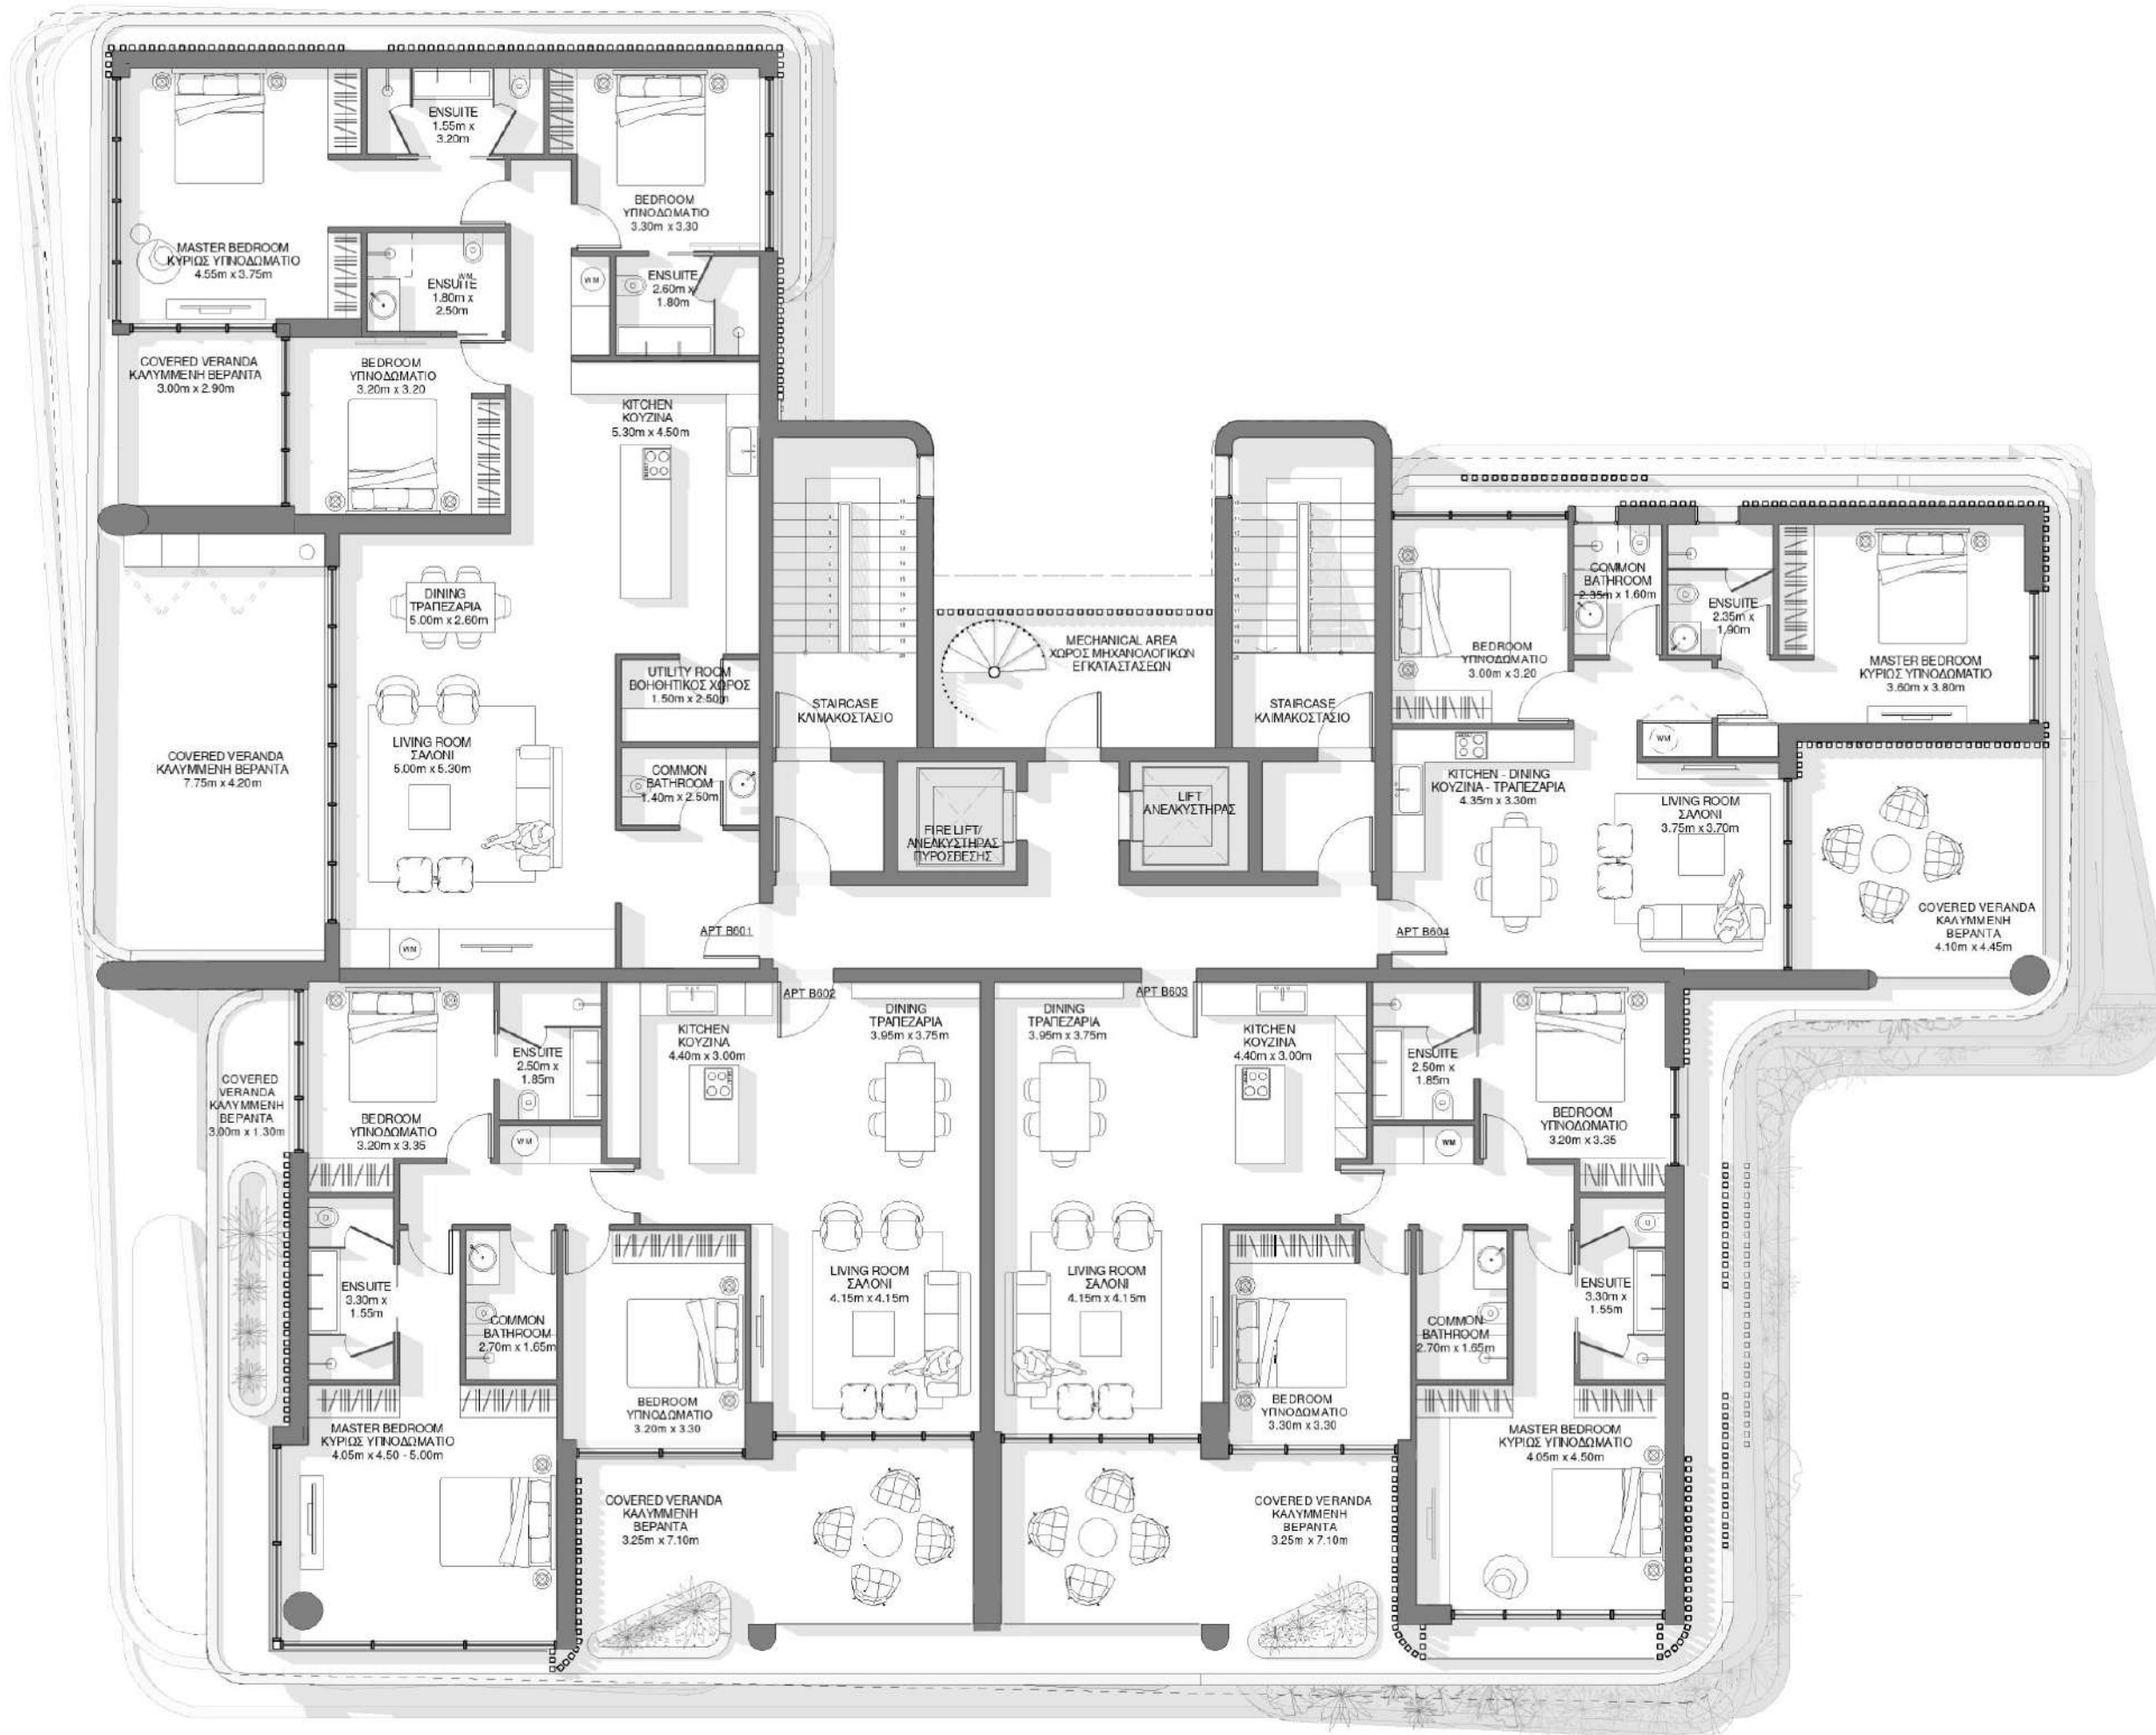 ENSUITE
1.55m x
3.20m
BEDROOM
ΥΠΝΟΔΩΜΑΤΙΟ
3.30m x 3.30
MASTER BEDROOM
ΚΥΡΙΩΣ ΥΠΝΟΔΩΜΑΤΙΟ
4.55m x 3.75m
WM
ENSUITE
1.80m x
2.50m
WM
ENSUITE
2.60m x
1.80m
COVERED VERANDA
ΚΑΛΥΜΜΕΝΗ ΒΕΡΑΝΤΑ
3.00m x 2.90m
BEDROOM
ΥΠΝΟΔΩΜΑΤΙΟ
3.20m x 3.20
KITCHEN
ΚΟΥΖΙΝΑ
5.30m x 4.50m
DINING
ΤΡΑΠΕΖΑΡΙΑ
5.00m x 2.60m
UTILITY ROOM
ΒΟΗΘΗΤΙΚΟΣ ΧΩΡΟΣ
1.50m x 2.50m
LIVING ROOM
ΣΑΛΟΝΙ
5.00m x 5.30m
COMMON
BATHROOM
1.40m x 2.50m
COVERED VERANDA
ΚΑΛΥΜΜΕΝΗ ΒΕΡΑΝΤΑ
7.75m x 4.20m
WM
APT B601
STAIRCASE
ΚΛΙΜΑΚΟΣΤΑΣΙΟ
MECHANICAL AREA
ΧΩΡΟΣ ΜΗΧΑΝΟΛΟΓΙΚΩΝ
ΕΓΚΑΤΑΣΤΑΣΕΩΝ
STAIRCASE
ΚΛΙΜΑΚΟΣΤΑΣΙΟ
FIRE LIFT/
ΑΝΕΛΚΥΣΤΗΡΑΣ
ΠΥΡΟΣΒΕΣΗΣ
LIFT
ΑΝΕΛΚΥΣΤΗΡΑΣ
BEDROOM
ΥΠΝΟΔΩΜΑΤΙΟ
3.00m x 3.20
COMMON
BATHROOM
2.35m x 1.60m
ENSUITE
2.35m x
1.90m
MASTER BEDROOM
ΚΥΡΙΩΣ ΥΠΝΟΔΩΜΑΤΙΟ
3.60m x 3.80m
WM
KITCHEN - DINING
ΚΟΥΖΙΝΑ - ΤΡΑΠΕΖΑΡΙΑ
4.35m x 3.30m
LIVING ROOM
ΣΑΛΟΝΙ
3.75m x 3.70m
COVERED VERANDA
ΚΑΛΥΜΜΕΝΗ
ΒΕΡΑΝΤΑ
4.10m x 4.45m
APT B604
APT B602
KITCHEN
ΚΟΥΖΙΝΑ
4.40m x 3.00m
DINING
ΤΡΑΠΕΖΑΡΙΑ
3.95m x 3.75m
ENSUITE
2.50m x
1.85m
COVERED
VERANDA
ΚΑΛΥΜΜΕΝΗ
ΒΕΡΑΝΤΑ
3.00m x 1.30m
BEDROOM
ΥΠΝΟΔΩΜΑΤΙΟ
3.20m x 3.35
WM
ENSUITE
3.30m x
1.55m
COMMON
BATHROOM
2.70m x 1.65m
LIVING ROOM
ΣΑΛΟΝΙ
4.15m x 4.15m
BEDROOM
ΥΠΝΟΔΩΜΑΤΙΟ
3.20m x 3.30
MASTER BEDROOM
ΚΥΡΙΩΣ ΥΠΝΟΔΩΜΑΤΙΟ
4.05m x 4.50 - 5.00m
COVERED VERANDA
ΚΑΛΥΜΜΕΝΗ
ΒΕΡΑΝΤΑ
3.25m x 7.10m
APT B603
DINING
ΤΡΑΠΕΖΑΡΙΑ
3.95m x 3.75m
KITCHEN
ΚΟΥΖΙΝΑ
4.40m x 3.00m
ENSUITE
2.50m x
1.85m
BEDROOM
ΥΠΝΟΔΩΜΑΤΙΟ
3.20m x 3.35
WM
LIVING ROOM
ΣΑΛΟΝΙ
4.15m x 4.15m
ENSUITE
3.30m x
1.55m
COMMON
BATHROOM
2.70m x 1.65m
BEDROOM
ΥΠΝΟΔΩΜΑΤΙΟ
3.30m x 3.30
MASTER BEDROOM
ΚΥΡΙΩΣ ΥΠΝΟΔΩΜΑΤΙΟ
4.05m x 4.50m
COVERED VERANDA
ΚΑΛΥΜΜΕΝΗ
ΒΕΡΑΝΤΑ
3.25m x 7.10m